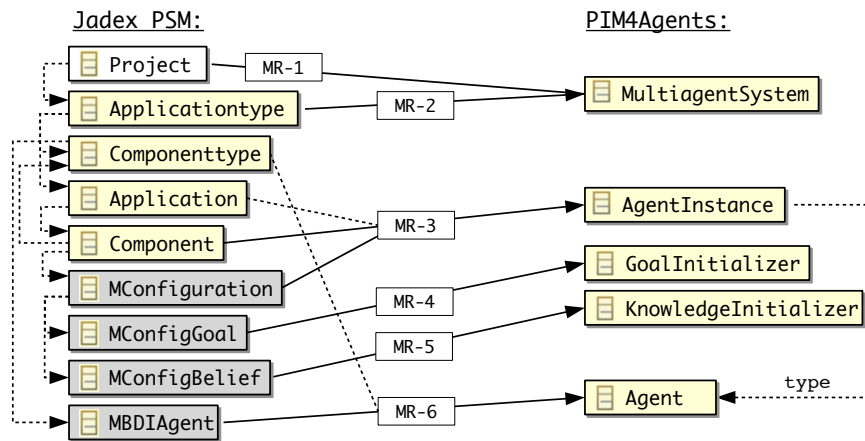 Jadex PSM:
PIM4Agents:
Project
MR-1
MultiagentSystem
Applicationtype
MR-2
Componenttype
Application
AgentInstance
MR-3
Component
GoalInitializer
MConfiguration
MR-4
KnowledgeInitializer
MConfigGoal
MR-5
MConfigBelief
type
Agent
MR-6
MBDIAgent